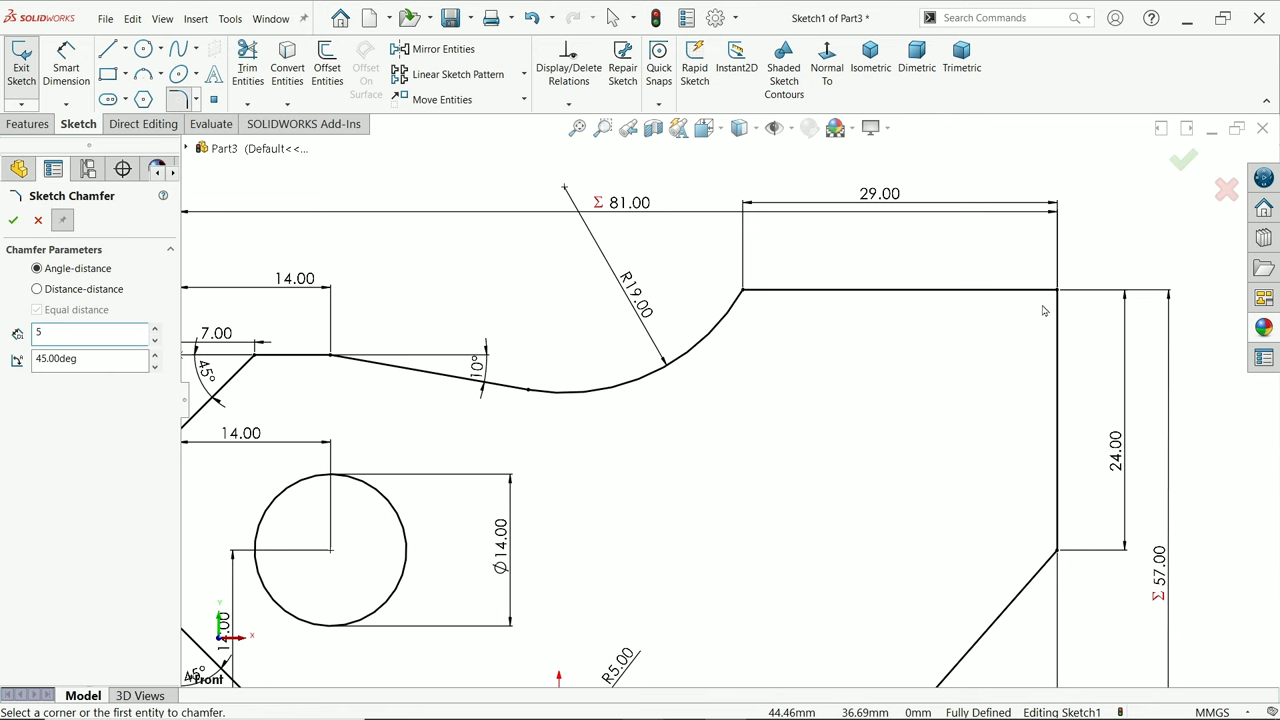 SOLIDWORKS
File Edit View Insert Tools Window
Sketch1 of Part3 *
Search Commands
Exit Sketch
Smart Dimension
Trim Entities
Convert Entities
Offset Entities
Offset On Surface
Mirror Entities
Linear Sketch Pattern
Move Entities
Display/Delete Relations
Repair Sketch
Quick Snaps
Rapid Sketch
Instant2D
Shaded Sketch Contours
Normal To
Isometric
Dimetric
Trimetric
Features Sketch Direct Editing Evaluate SOLIDWORKS Add-Ins
Part3 (Default<<...
Sketch Chamfer
Chamfer Parameters
Angle-distance
Distance-distance
Equal distance
5
45.00deg
Σ 81.00
29.00
R19.00
14.00
7.00
45°
10°
14.00
24.00
∅14.00
Σ 57.00
R5.00
45°
Y
X
*Front
Model 3D Views
Select a corner or the first entity to chamfer.
44.46mm 36.69mm 0mm Fully Defined Editing Sketch1 MMGS